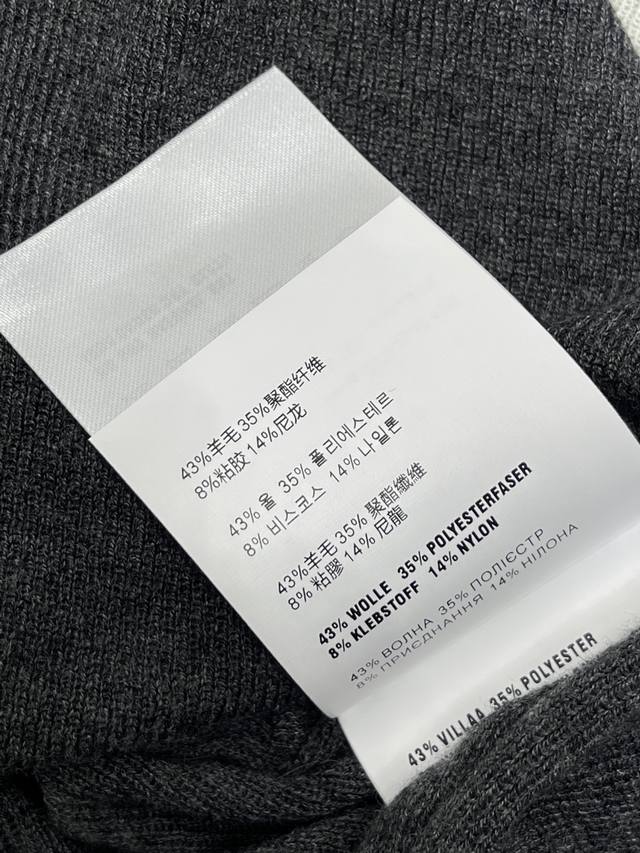 43%羊毛 35%聚酯纤维
8%粘胶 14%尼龙
43% 울 35% 폴리에스테르
8% 비스코스 14% 나일론
43%羊毛 35% 聚酯纖維
8% 粘膠 14% 尼龍
43% WOLLE 35% POLYESTERFASER
8% KLEBSTOFF 14% NYLON
43% ВОЛНА 35% ПОЛІЄСТР
8% ПРИЄДНАННЯ 14% НІЛОНА
43% VILLAA 35% POLYESTER